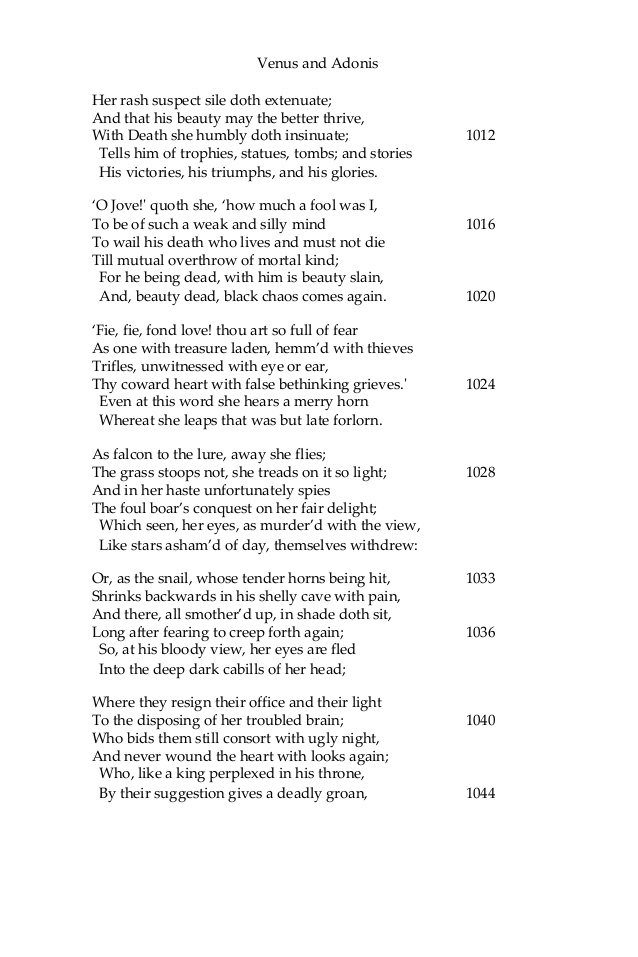 Venus and Adonis
Her rash suspect sile doth extenuate;
And that his beauty may the better thrive,
With Death she humbly doth insinuate; 1012
Tells him of trophies, statues, tombs; and stories
His victories, his triumphs, and his glories.
‘O Jove!' quoth she, ‘how much a fool was I,
To be of such a weak and silly mind 1016
To wail his death who lives and must not die
Till mutual overthrow of mortal kind;
For he being dead, with him is beauty slain,
And, beauty dead, black chaos comes again. 1020
‘Fie, fie, fond love! thou art so full of fear
As one with treasure laden, hemm’d with thieves
Trifles, unwitnessed with eye or ear,
Thy coward heart with false bethinking grieves.' 1024
Even at this word she hears a merry horn
Whereat she leaps that was but late forlorn.
As falcon to the lure, away she flies;
The grass stoops not, she treads on it so light; 1028
And in her haste unfortunately spies
The foul boar’s conquest on her fair delight;
Which seen, her eyes, as murder’d with the view,
Like stars asham’d of day, themselves withdrew:
Or, as the snail, whose tender horns being hit, 1033
Shrinks backwards in his shelly cave with pain,
And there, all smother’d up, in shade doth sit,
Long after fearing to creep forth again; 1036
So, at his bloody view, her eyes are fled
Into the deep dark cabills of her head;
Where they resign their office and their light
To the disposing of her troubled brain; 1040
Who bids them still consort with ugly night,
And never wound the heart with looks again;
Who, like a king perplexed in his throne,
By their suggestion gives a deadly groan, 1044